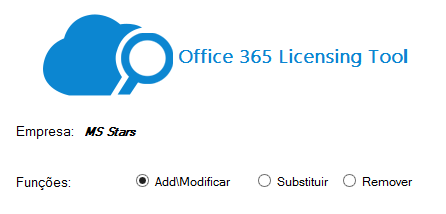 Office 365 Licensing Tool
Empresa: MS Stars
Funções: Add\Modificar Substituir Remover